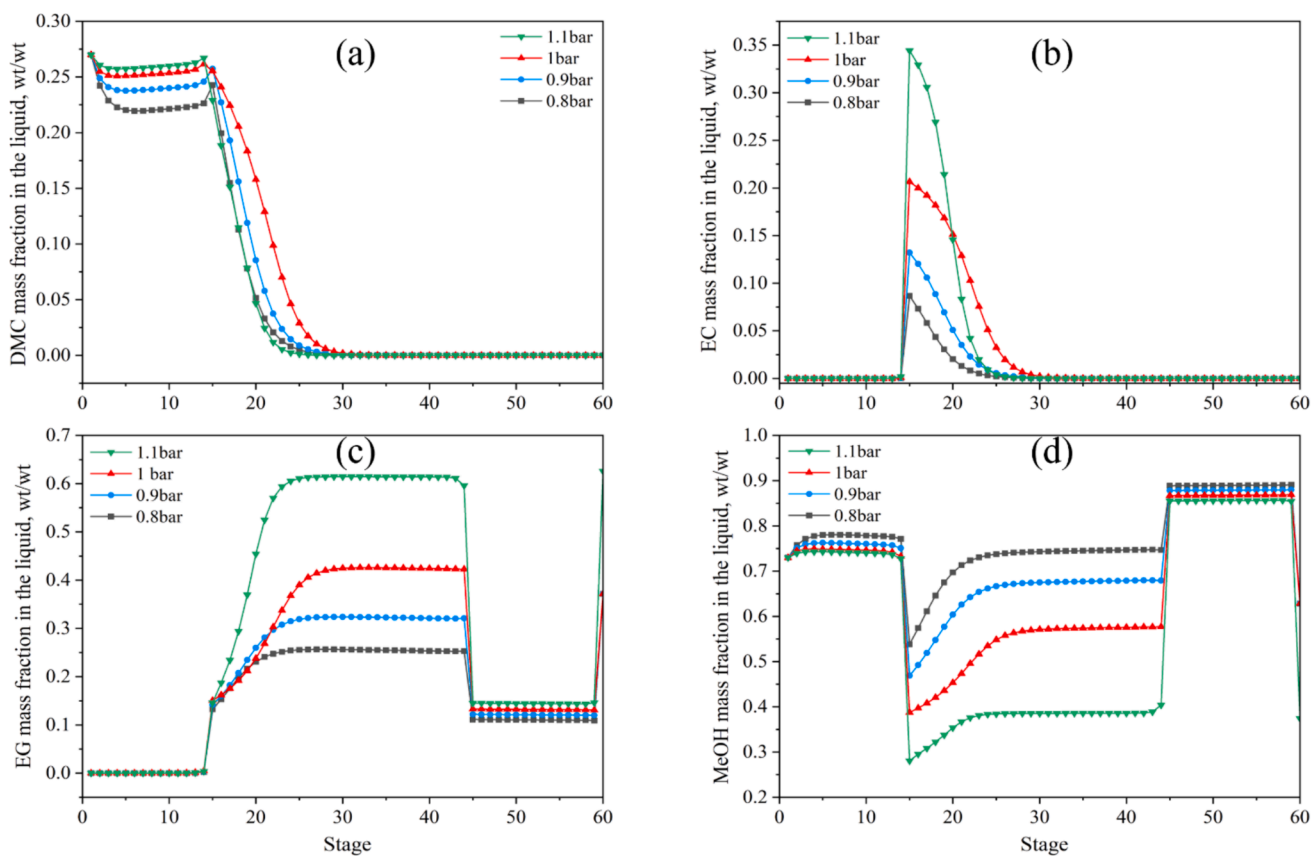 (a)
1.1bar
1bar
0.9bar
0.8bar
DMC mass fraction in the liquid, wt/wt
0.30
0.25
0.20
0.15
0.10
0.05
0.00
0 10 20 30 40 50 60
(b)
1.1bar
1bar
0.9bar
0.8bar
EC mass fraction in the liquid, wt/wt
0.35
0.30
0.25
0.20
0.15
0.10
0.05
0.00
0 10 20 30 40 50 60
(c)
1.1bar
1 bar
0.9bar
0.8bar
EG mass fraction in the liquid, wt/wt
0.7
0.6
0.5
0.4
0.3
0.2
0.1
0.0
0 10 20 30 40 50 60
Stage
(d)
1.1bar
1bar
0.9bar
0.8bar
MeOH mass fraction in the liquid, wt/wt
1.0
0.9
0.8
0.7
0.6
0.5
0.4
0.3
0.2
0 10 20 30 40 50 60
Stage